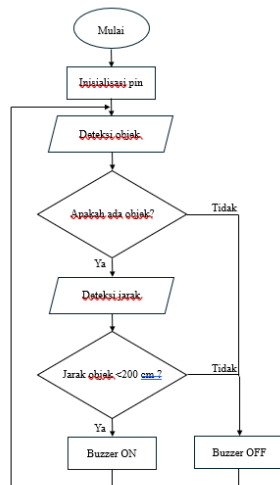 Mulai
Inisialisasi pin
Deteksi objek
Apakah ada objek?
Tidak
Ya
Deteksi jarak
Jarak objek <200 cm ?
Tidak
Ya
Buzzer ON
Buzzer OFF